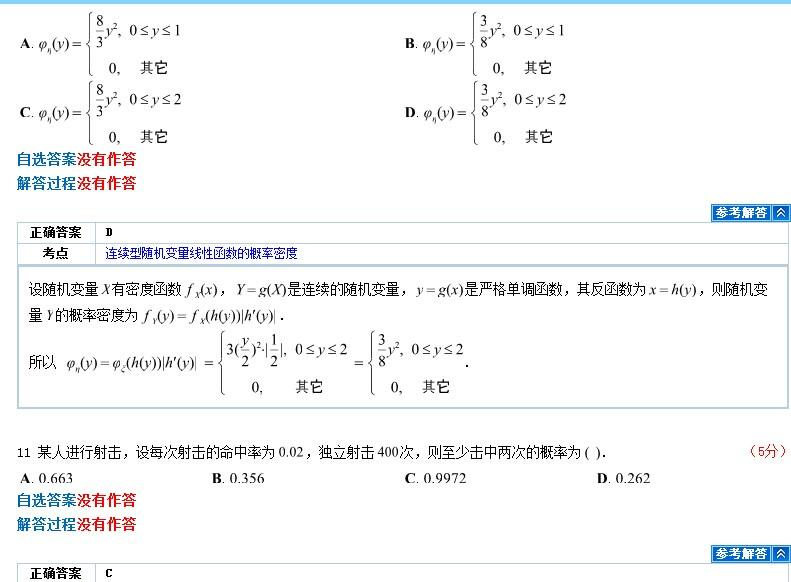 A. φη(y) = { 8/3 y², 0 ≤ y ≤ 1
0, 其它
B. φη(y) = { 3/8 y², 0 ≤ y ≤ 1
0, 其它
C. φη(y) = { 8/3 y², 0 ≤ y ≤ 2
0, 其它
D. φη(y) = { 3/8 y², 0 ≤ y ≤ 2
0, 其它
自选答案没有作答
解答过程没有作答
参考解答
正确答案 D
考点 连续型随机变量线性函数的概率密度
设随机变量 X 有密度函数 f_X(x)，Y = g(X)是连续的随机变量，y = g(x)是严格单调函数，其反函数为 x = h(y)，则随机变
量 Y 的概率密度为 f_Y(y) = f_X(h(y))|h′(y)|.
所以 φη(y) = φξ(h(y))|h′(y)| = { 3(y/2)²·|1/2|, 0 ≤ y ≤ 2 = { 3/8 y², 0 ≤ y ≤ 2 .
0, 其它 0, 其它
11 某人进行射击，设每次射击的命中率为 0.02，独立射击 400次，则至少击中两次的概率为 ( ). （5分）
A. 0.663 B. 0.356 C. 0.9972 D. 0.262
自选答案没有作答
解答过程没有作答
参考解答
正确答案 C